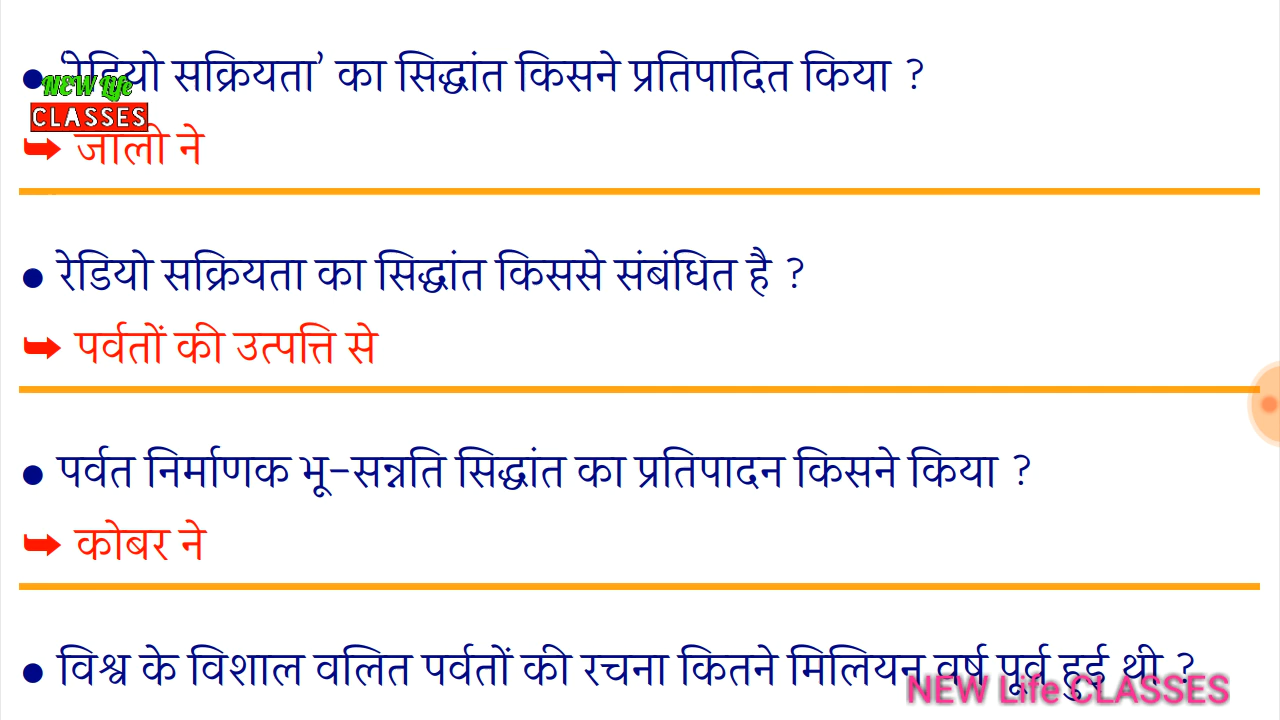 ● ‘रेडियो सक्रियता’ का सिद्धांत किसने प्रतिपादित किया ?
NEW Life
CLASSES
➥ जाली ने
● रेडियो सक्रियता का सिद्धांत किससे संबंधित है ?
➥ पर्वतों की उत्पत्ति से
● पर्वत निर्माणक भू-सन्नति सिद्धांत का प्रतिपादन किसने किया ?
➥ कोबर ने
● विश्व के विशाल वलित पर्वतों की रचना कितने मिलियन वर्ष पूर्व हुई थी ?
NEW Life CLASSES